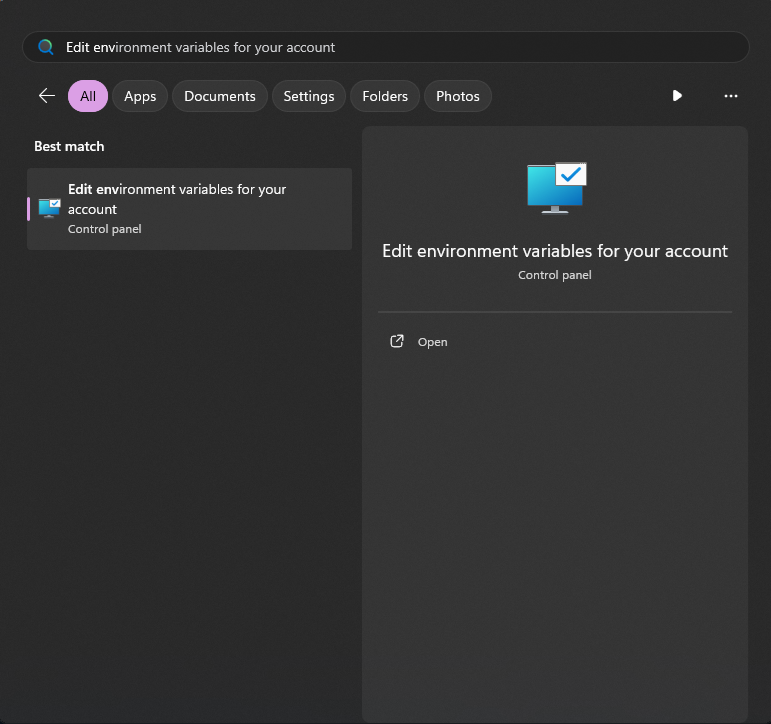 Edit environment variables for your account
All
Apps
Documents
Settings
Folders
Photos
Best match
Edit environment variables for your
account
Control panel
Edit environment variables for your account
Control panel
Open